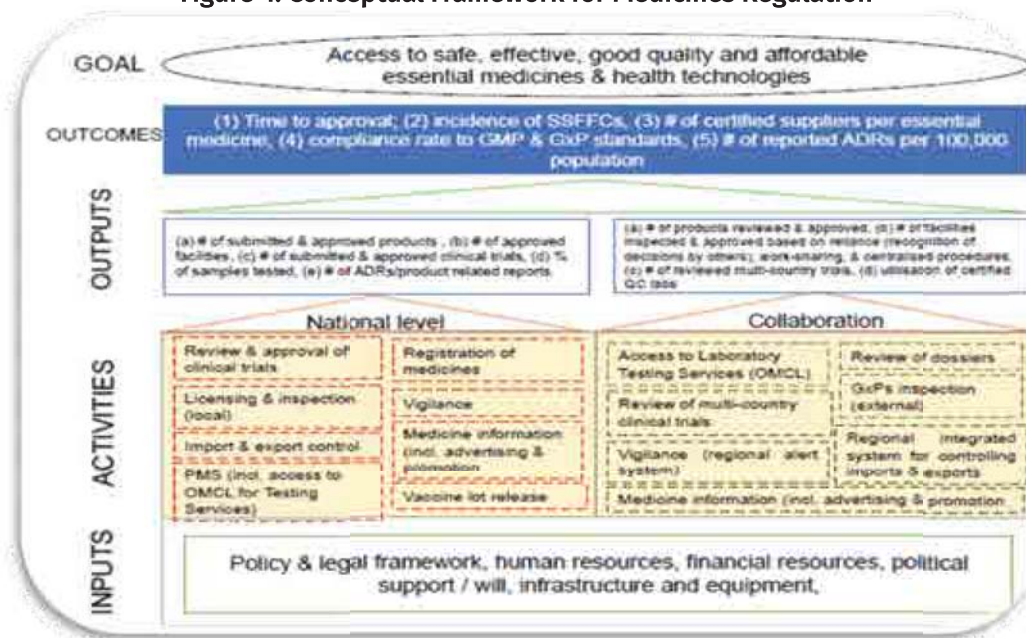 Figure 4: Conceptual Framework for Medicines Regulation
GOAL
Access to safe, effective, good quality and affordable
essential medicines & health technologies
OUTCOMES
(1) Time to approval; (2) incidence of SSFFCs, (3) # of certified suppliers per essential
medicine, (4) compliance rate to GMP & GxP standards, (5) # of reported ADRs per 100,000
population
OUTPUTS
(a) # of submitted & approved products , (b) # of approved
facilities, (c) # of submitted & approved clinical trials, (d) %
of samples tested, (e) # of ADRs/product related reports
(a) # of products reviewed & approved, (b) # of facilities
inspected & approved based on reliance (recognition of
decisions by others), work-sharing, & centralised procedures,
(c) # of reviewed multi-country trials, (d) utilisation of certified
QC labs
ACTIVITIES
National level
Review & approval of
clinical trials
Licensing & inspection
(local)
Import & export control
PMS (incl. access to
OMCL for Testing
Services)
Registration of
medicines
Vigilance
Medicine information
(incl. advertising &
promotion
Vaccine lot release
Collaboration
Access to Laboratory
Testing Services (OMCL)
Review of multi-country
clinical trials
Vigilance (regional alert
system)
Review of dossiers
GxPs inspection
(external)
Regional integrated
system for controlling
imports & exports
Medicine information (incl. advertising & promotion
INPUTS
Policy & legal framework, human resources, financial resources, political
support / will, infrastructure and equipment,